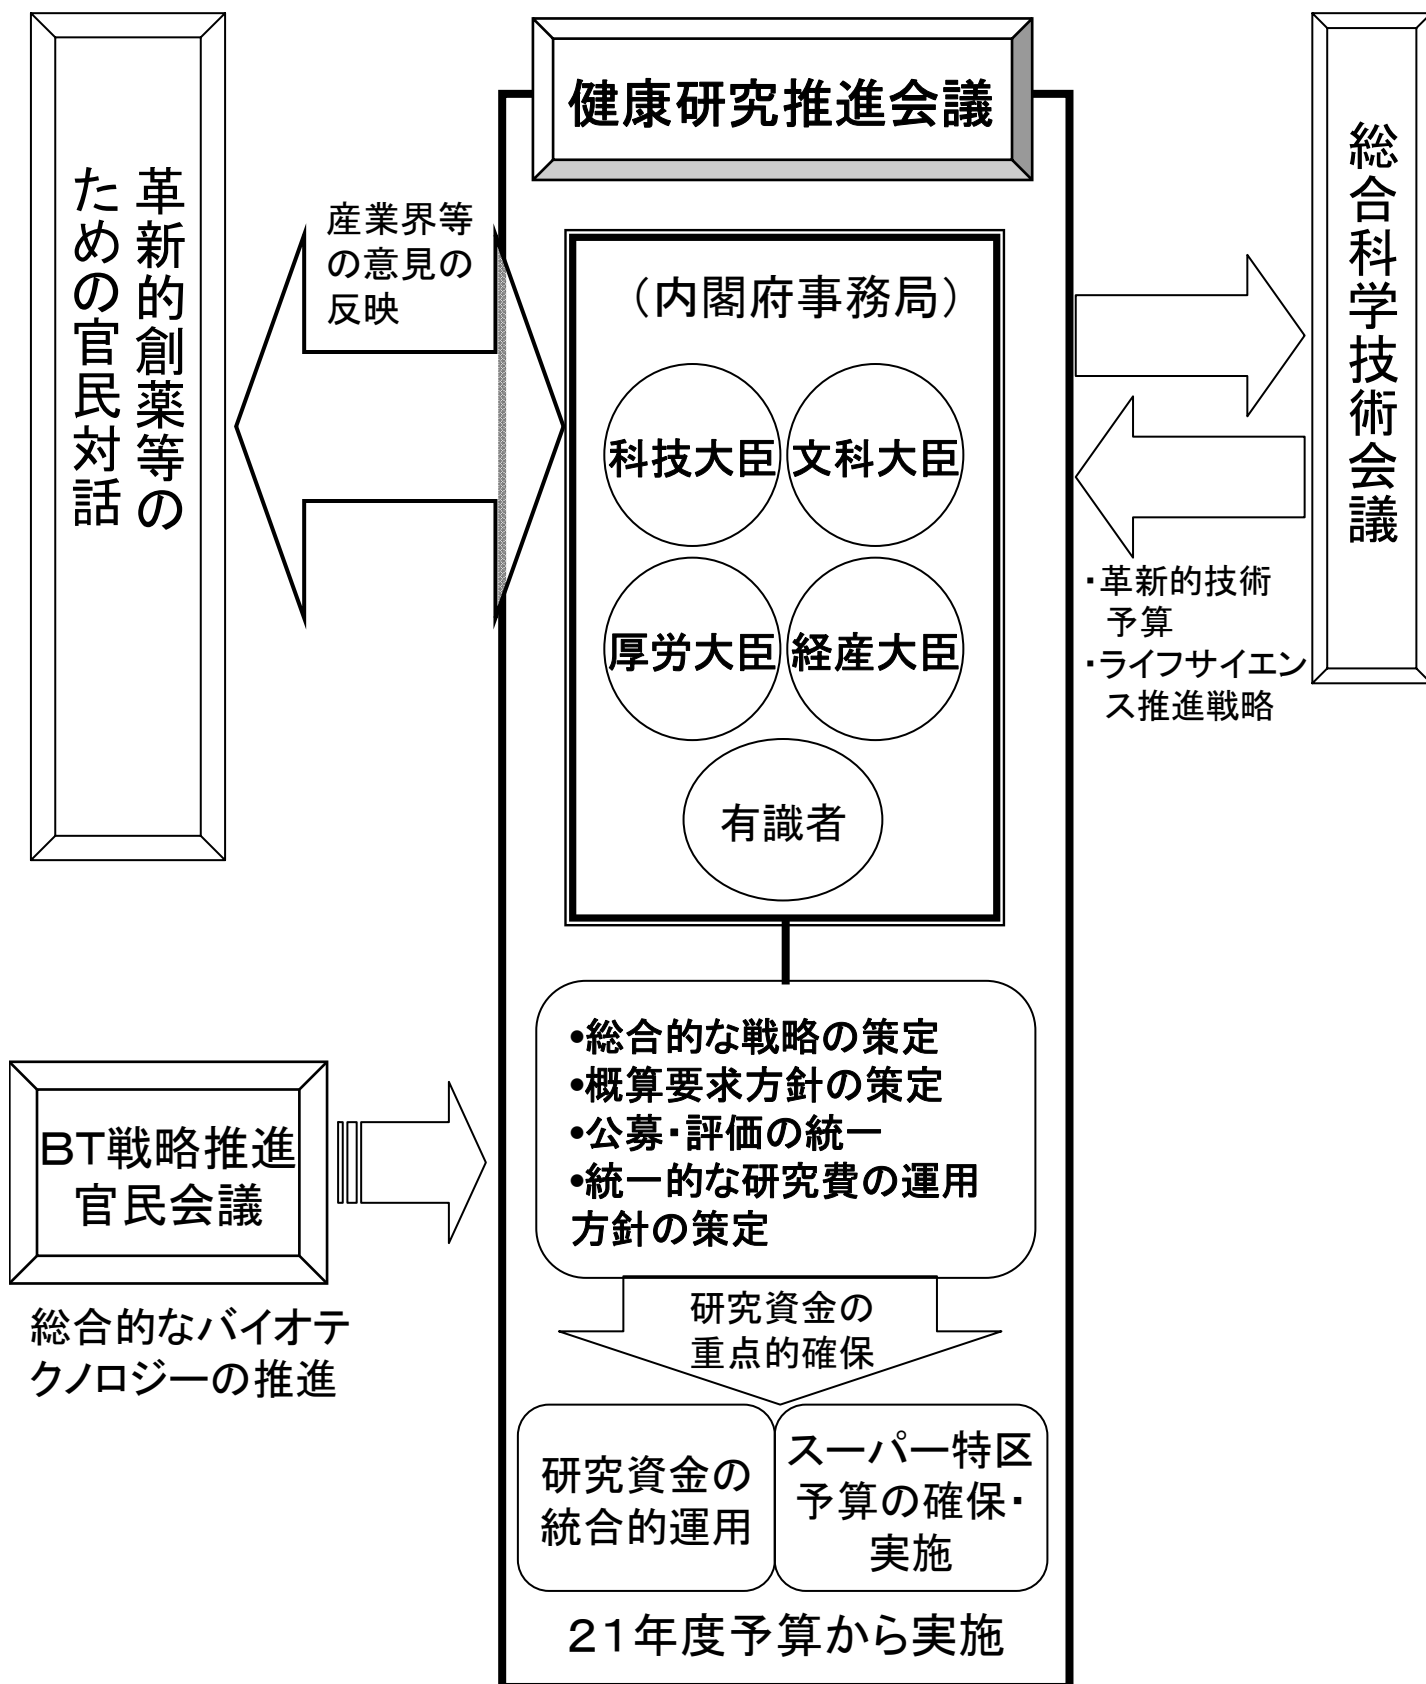 健康研究推進会議
革新的創薬等の
ための官民対話
産業界等
の意見の
反映
（内閣府事務局）
科技大臣
文科大臣
厚労大臣
経産大臣
有識者
総合科学技術会議
・革新的技術
予算
・ライフサイエン
ス推進戦略
•総合的な戦略の策定
•概算要求方針の策定
•公募・評価の統一
•統一的な研究費の運用
方針の策定
BT戦略推進
官民会議
総合的なバイオテ
クノロジーの推進
研究資金の
重点的確保
研究資金の
統合的運用
スーパー特区
予算の確保・
実施
21年度予算から実施